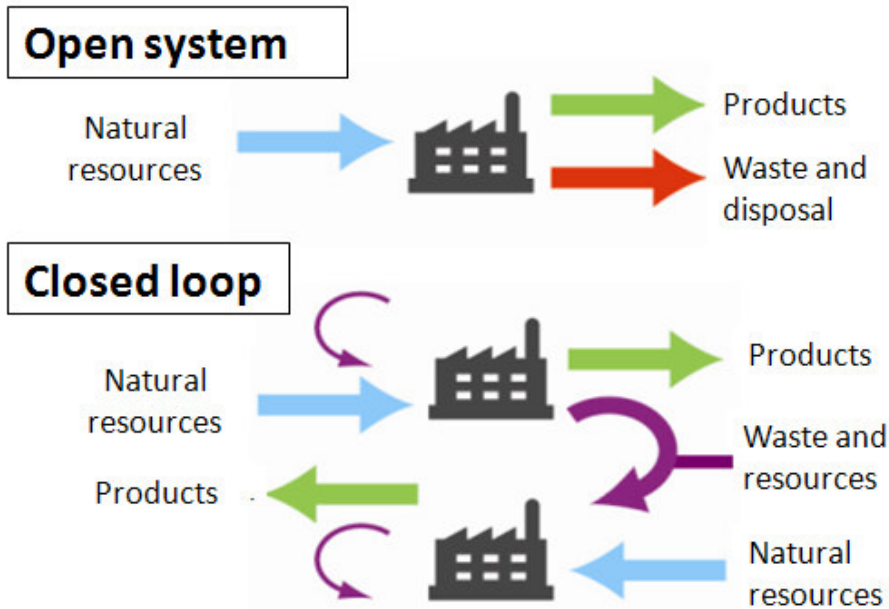 Open system
Natural
resources
Products
Waste and
disposal
Closed loop
Natural
resources
Products
Waste and
resources
Products
Natural
resources